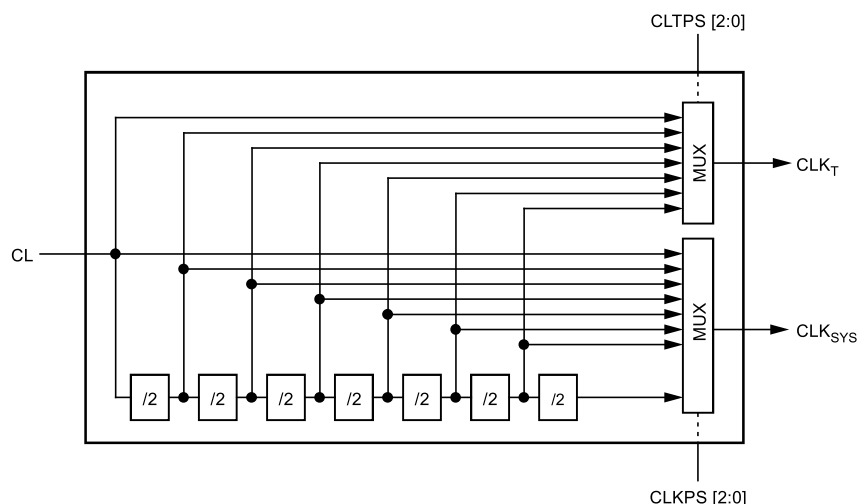 CLTPS [2:0]
MUX
CLK_T
CL
MUX
CLK_SYS
/2
/2
/2
/2
/2
/2
/2
CLKPS [2:0]